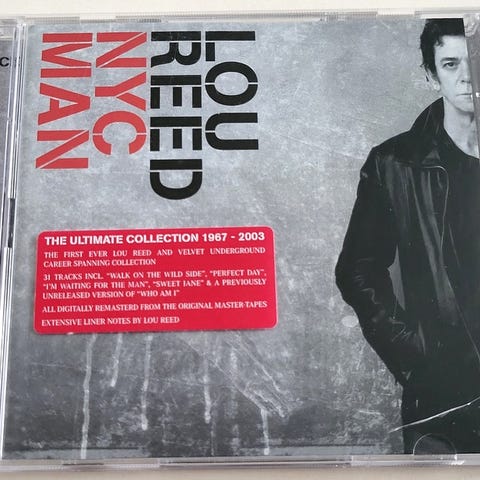 LOU
REED
NYC
MAN
THE ULTIMATE COLLECTION 1967 - 2003
THE FIRST EVER LOU REED AND VELVET UNDERGROUND
CAREER SPANNING COLLECTION
31 TRACKS INCL. "WALK ON THE WILD SIDE", "PERFECT DAY",
"I'M WAITING FOR THE MAN", "SWEET JANE" & A PREVIOUSLY
UNRELEASED VERSION OF "WHO AM I"
ALL DIGITALLY REMASTERD FROM THE ORIGINAL MASTER-TAPES
EXTENSIVE LINER NOTES BY LOU REED